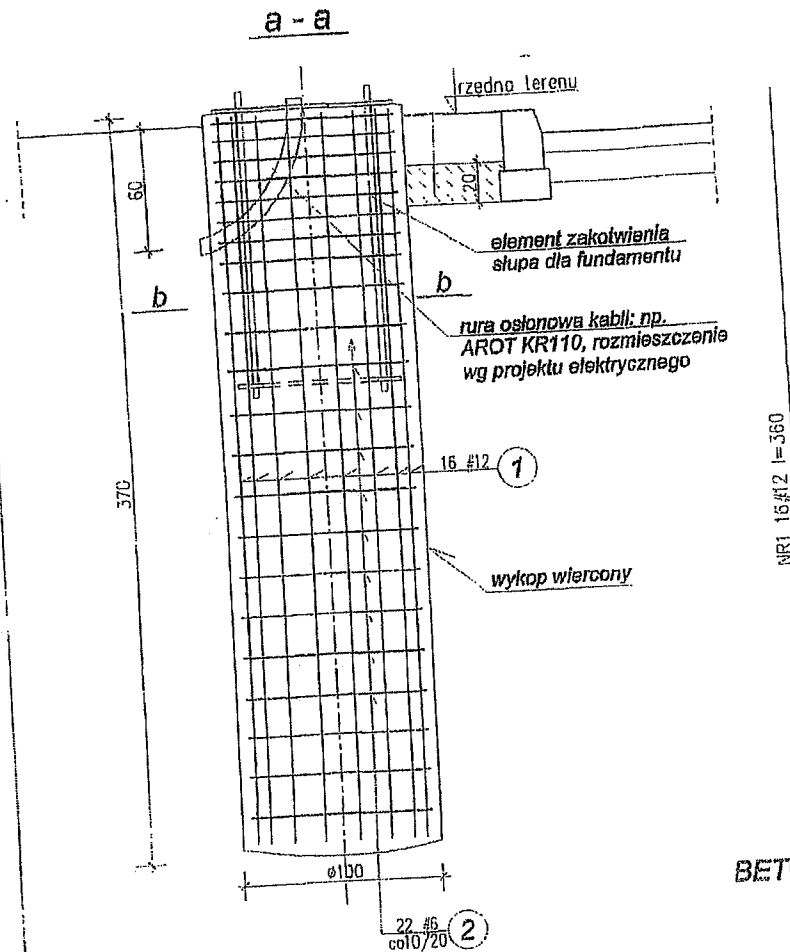 a - a
rzędna terenu
60
20
element zakotwienia
słupa dla fundamentu
b
b
rura osłonowa kabli: np.
AROT KR110, rozmieszczenie
wg projektu elektrycznego
370
16 #12 1
NR1 16#12 l=360
wykop wiercony
ø100
BET
22 #6 2
co10/20